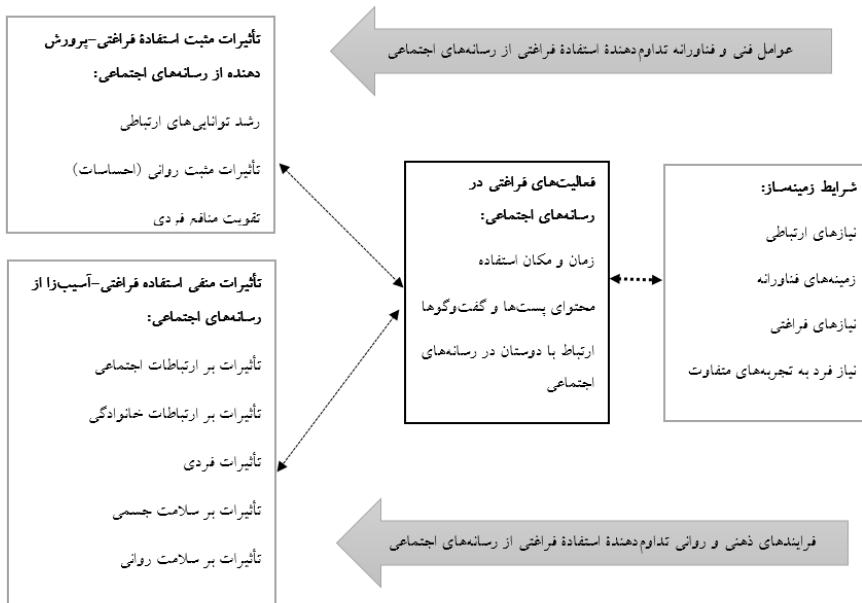 عوامل فنی و فناورانه تداوم‌دهندۀ استفادۀ فراغتی از رسانه‌های اجتماعی
شرایط زمینه‌ساز:
نیازهای ارتباطی
زمینه‌های فناورانه
نیازهای فراغتی
نیاز فرد به تجربه‌های متفاوت
فعالیت‌های فراغتی در
رسانه‌های اجتماعی:
زمان و مکان استفاده
محتوای پست‌ها و گفت‌وگوها
ارتباط با دوستان در رسانه‌های
اجتماعی
تأثیرات مثبت استفادۀ فراغتی-پرورش
دهنده از رسانه‌های اجتماعی:
رشد توانایی‌های ارتباطی
تأثیرات مثبت روانی (احساسات)
تقویت منافع فردی
تأثیرات منفی استفاده فراغتی-آسیب‌زا از
رسانه‌های اجتماعی:
تأثیرات بر ارتباطات اجتماعی
تأثیرات بر ارتباطات خانوادگی
تأثیرات فردی
تأثیرات بر سلامت جسمی
تأثیرات بر سلامت روانی
فرایندهای ذهنی و روانی تداوم‌دهندۀ استفادۀ فراغتی از رسانه‌های اجتماعی